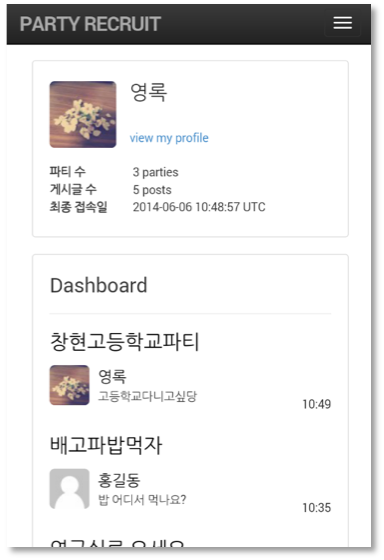 PARTY RECRUIT
영록
view my profile
파티 수 3 parties
게시글 수 5 posts
최종 접속일 2014-06-06 10:48:57 UTC
Dashboard
창현고등학교파티
영록
고등학교다니고싶당
10:49
배고파밥먹자
홍길동
밥 어디서 먹나요?
10:35